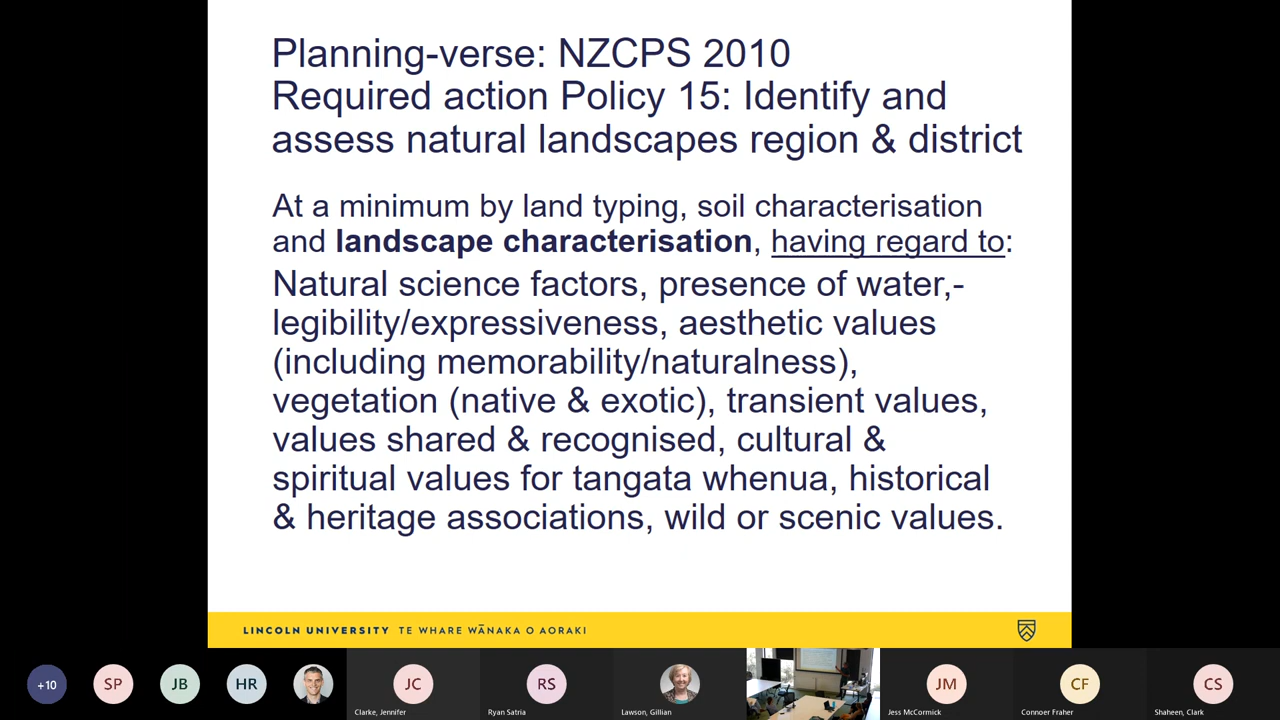 Planning-verse: NZCPS 2010
Required action Policy 15: Identify and
assess natural landscapes region & district
At a minimum by land typing, soil characterisation
and landscape characterisation, having regard to:
Natural science factors, presence of water,-
legibility/expressiveness, aesthetic values
(including memorability/naturalness),
vegetation (native & exotic), transient values,
values shared & recognised, cultural &
spiritual values for tangata whenua, historical
& heritage associations, wild or scenic values.
LINCOLN UNIVERSITY TE WHARE WĀNAKA O AORAKI
+10 SP JB HR JC RS JM CF CS
Clarke, Jennifer Ryan Satria Lawson, Gillian Jess McCormick Connoer Fraher Shaheen, Clark